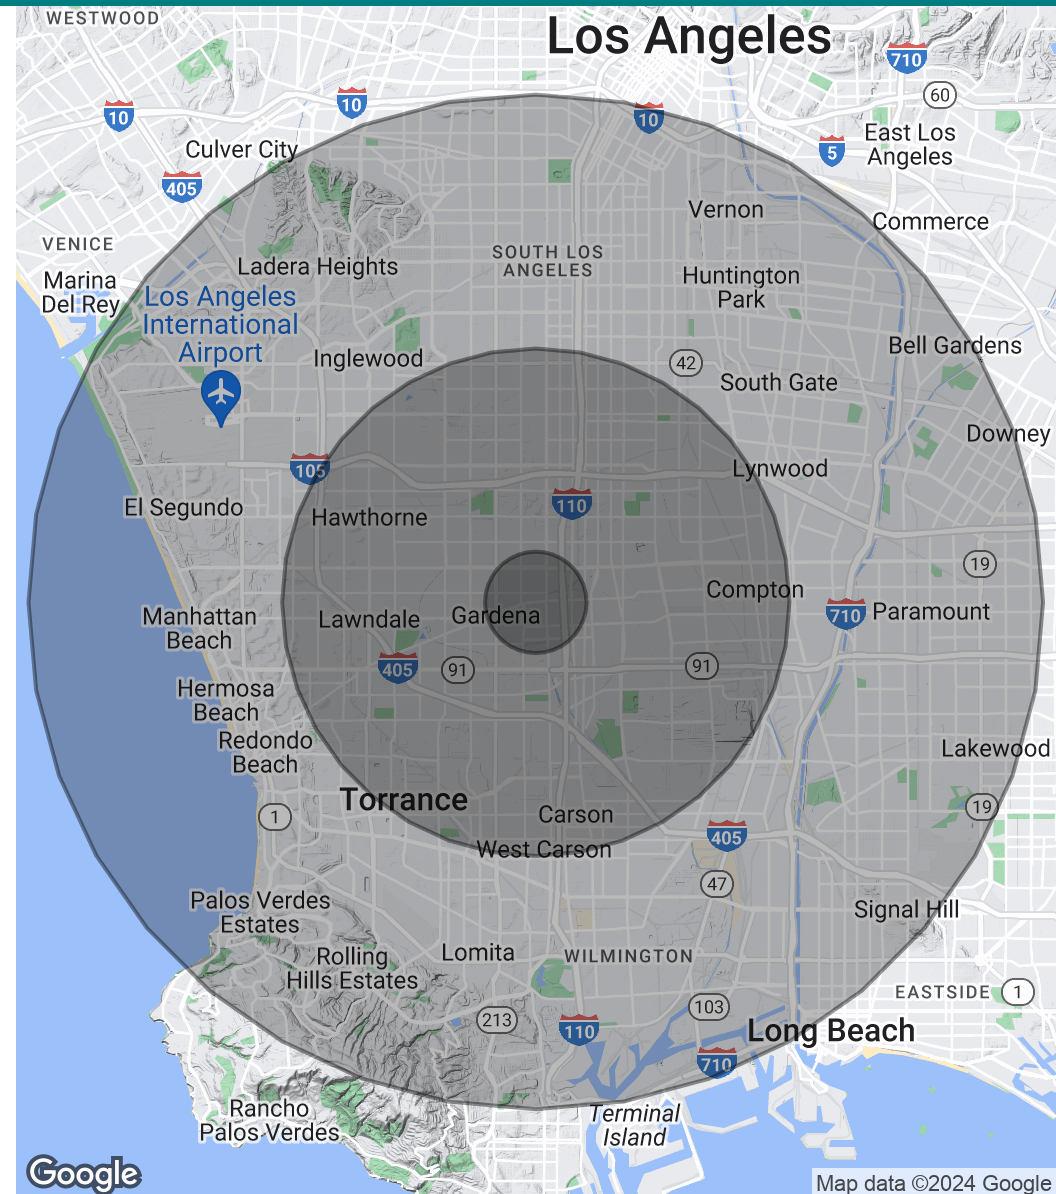 WESTWOOD
Los Angeles
710
60
10
10
10
East Los
Angeles
5
Culver City
405
Vernon
Commerce
VENICE
SOUTH LOS
ANGELES
Ladera Heights
Huntington
Park
Marina
Del Rey
Los Angeles
International
Airport
Inglewood
Bell Gardens
42
South Gate
Downey
105
Lynwood
El Segundo
Hawthorne
110
19
Compton
Manhattan
Beach
Lawndale
Gardena
710
Paramount
405
91
91
Hermosa
Beach
Redondo
Beach
Lakewood
Torrance
1
Carson
19
405
West Carson
47
Palos Verdes
Estates
Signal Hill
Rolling
Hills Estates
Lomita
WILMINGTON
EASTSIDE
1
213
103
110
Long Beach
710
Rancho
Palos Verdes
Terminal
Island
Google
Map data ©2024 Google